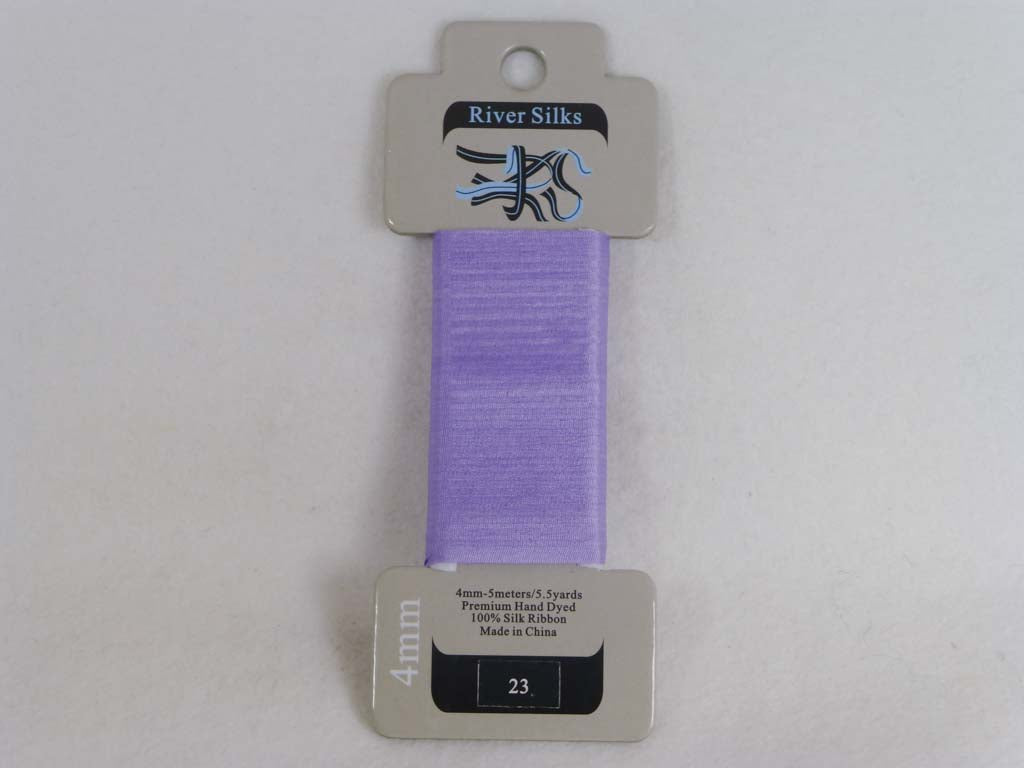 River Silks
4mm-5meters/5.5yards
Premium Hand Dyed
100% Silk Ribbon
Made in China
4mm
23